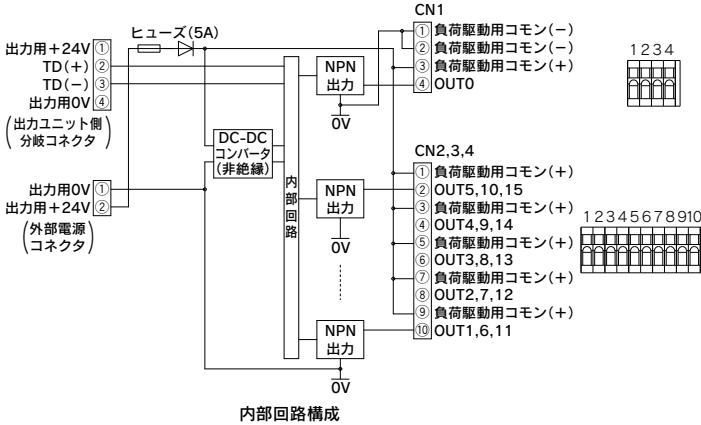 ヒューズ(5A)
出力用+24V ①
TD(+) ②
TD(−) ③
出力用0V ④
(出力ユニット側
分岐コネクタ)
出力用0V ①
出力用+24V ②
(外部電源
コネクタ)
DC-DC
コンバータ
(非絶縁)
内部回路
NPN
出力
0V
NPN
出力
0V
NPN
出力
0V
CN1
① 負荷駆動用コモン(−)
② 負荷駆動用コモン(−)
③ 負荷駆動用コモン(+)
④ OUT0
1234
CN2,3,4
① 負荷駆動用コモン(+)
② OUT5,10,15
③ 負荷駆動用コモン(+)
④ OUT4,9,14
⑤ 負荷駆動用コモン(+)
⑥ OUT3,8,13
⑦ 負荷駆動用コモン(+)
⑧ OUT2,7,12
⑨ 負荷駆動用コモン(+)
⑩ OUT1,6,11
12345678910
内部回路構成